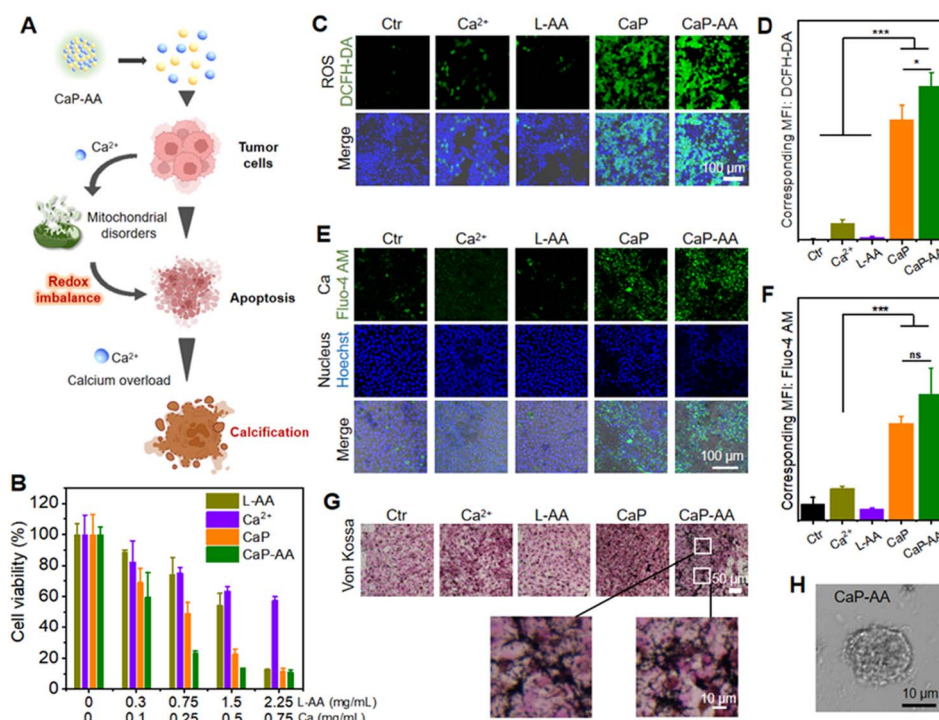 A
CaP-AA
Ca²⁺
Tumor
cells
Mitochondrial
disorders
Redox
imbalance
Apoptosis
Ca²⁺
Calcium overload
Calcification
B
Cell viability (%)
120
100
80
60
40
20
0
L-AA
Ca²⁺
CaP
CaP-AA
0 0.3 0.75 1.5 2.25 L-AA (mg/mL)
0 0.1 0.25 0.5 0.75 Ca (mg/mL)
C
Ctr Ca²⁺ L-AA CaP CaP-AA
ROS
DCFH-DA
Merge
100 µm
D
Corresponding MFI: DCFH-DA
***
*
Ctr Ca²⁺ L-AA CaP CaP-AA
E
Ctr Ca²⁺ L-AA CaP CaP-AA
Ca
Fluo-4 AM
Nucleus
Hoechst
Merge
100 µm
F
Corresponding MFI: Fluo-4 AM
***
ns
Ctr Ca²⁺ L-AA CaP CaP-AA
G
Ctr Ca²⁺ L-AA CaP CaP-AA
Von Kossa
50 µm
10 µm
H
CaP-AA
10 µm